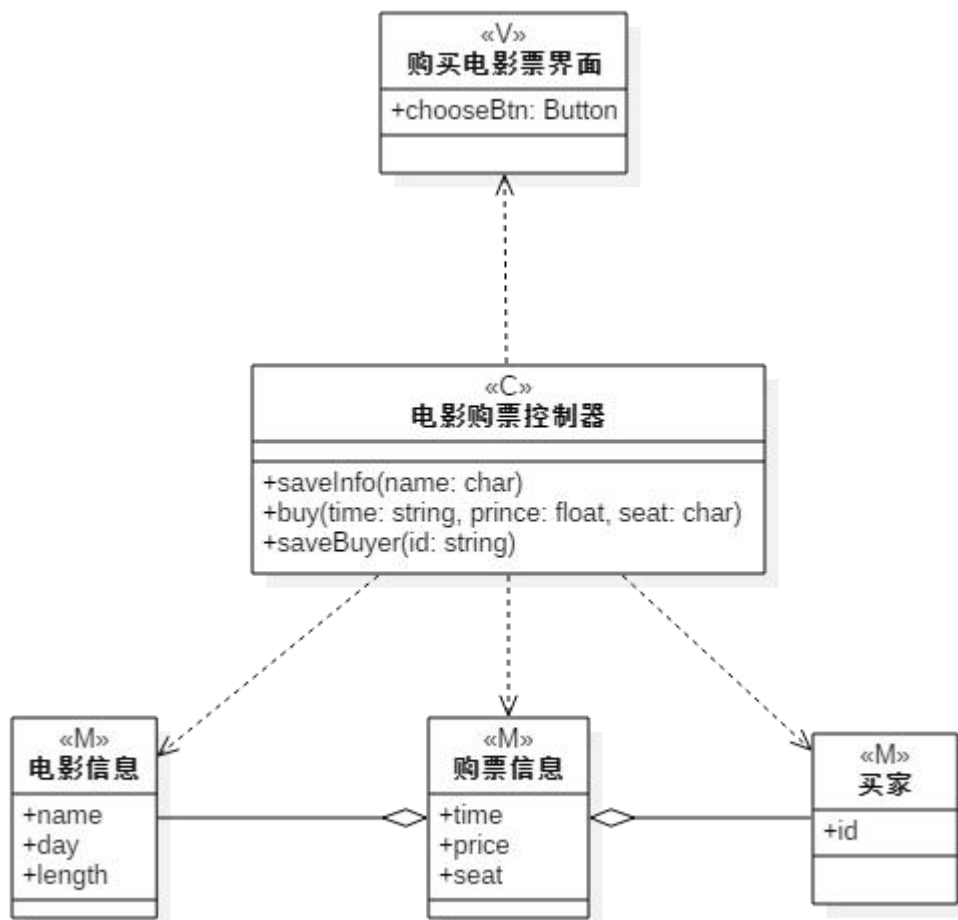 «V»
购买电影票界面
+chooseBtn: Button
«C»
电影购票控制器
+saveInfo(name: char)
+buy(time: string, prince: float, seat: char)
+saveBuyer(id: string)
«M»
电影信息
+name
+day
+length
«M»
购票信息
+time
+price
+seat
«M»
买家
+id